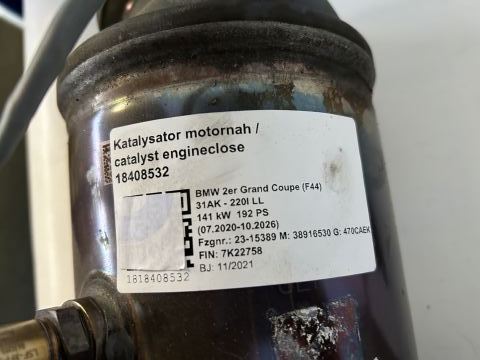 Katalysator motornah /
catalyst engineclose
18408532
BMW 2er Grand Coupe (F44)
31AK - 220I LL
141 kW 192 PS
(07.2020-10.2026)
Fzgnr.: 23-15389 M: 38916530 G: 470CAEK
FIN: 7K22758
BJ: 11/2021
1818408532